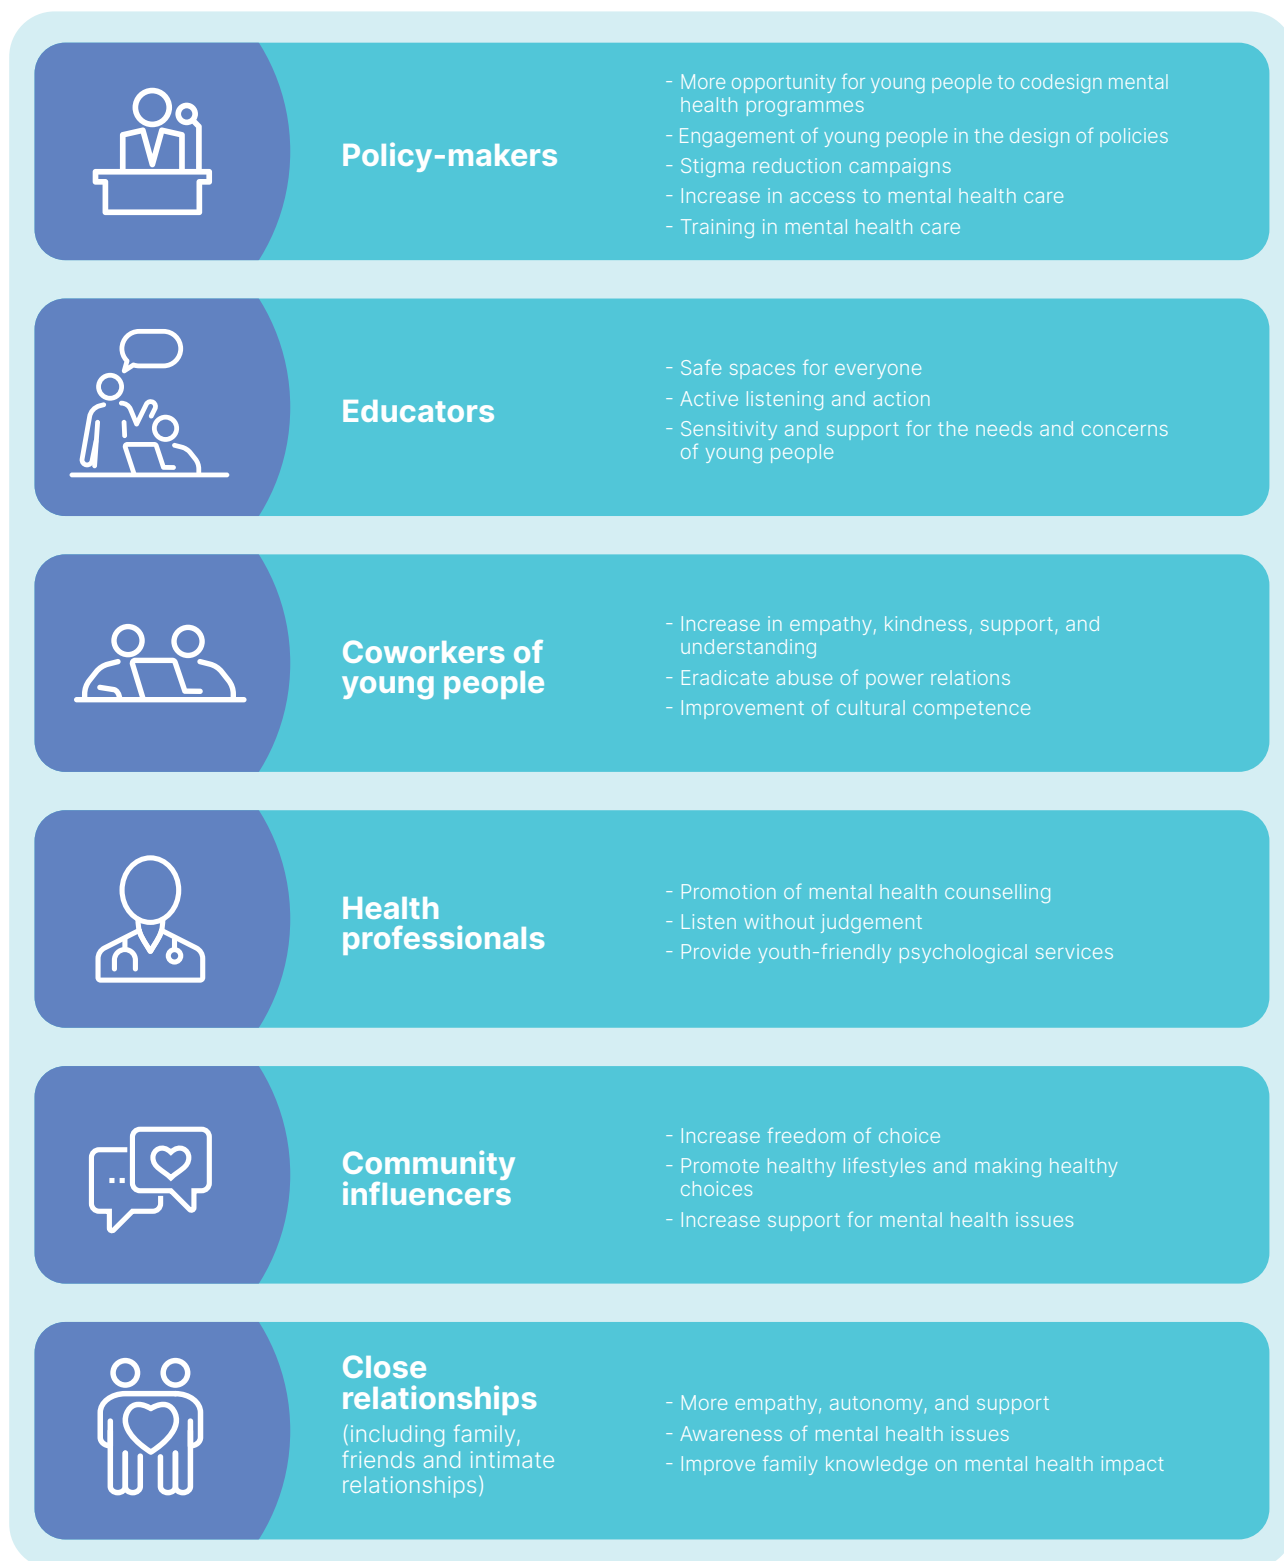 Policy-makers
- More opportunity for young people to codesign mental
health programmes
- Engagement of young people in the design of policies
- Stigma reduction campaigns
- Increase in access to mental health care
- Training in mental health care
Educators
- Safe spaces for everyone
- Active listening and action
- Sensitivity and support for the needs and concerns
of young people
Coworkers of
young people
- Increase in empathy, kindness, support, and
understanding
- Eradicate abuse of power relations
- Improvement of cultural competence
Health
professionals
- Promotion of mental health counselling
- Listen without judgement
- Provide youth-friendly psychological services
Community
influencers
- Increase freedom of choice
- Promote healthy lifestyles and making healthy
choices
- Increase support for mental health issues
Close
relationships
(including family,
friends and intimate
relationships)
- More empathy, autonomy, and support
- Awareness of mental health issues
- Improve family knowledge on mental health impact